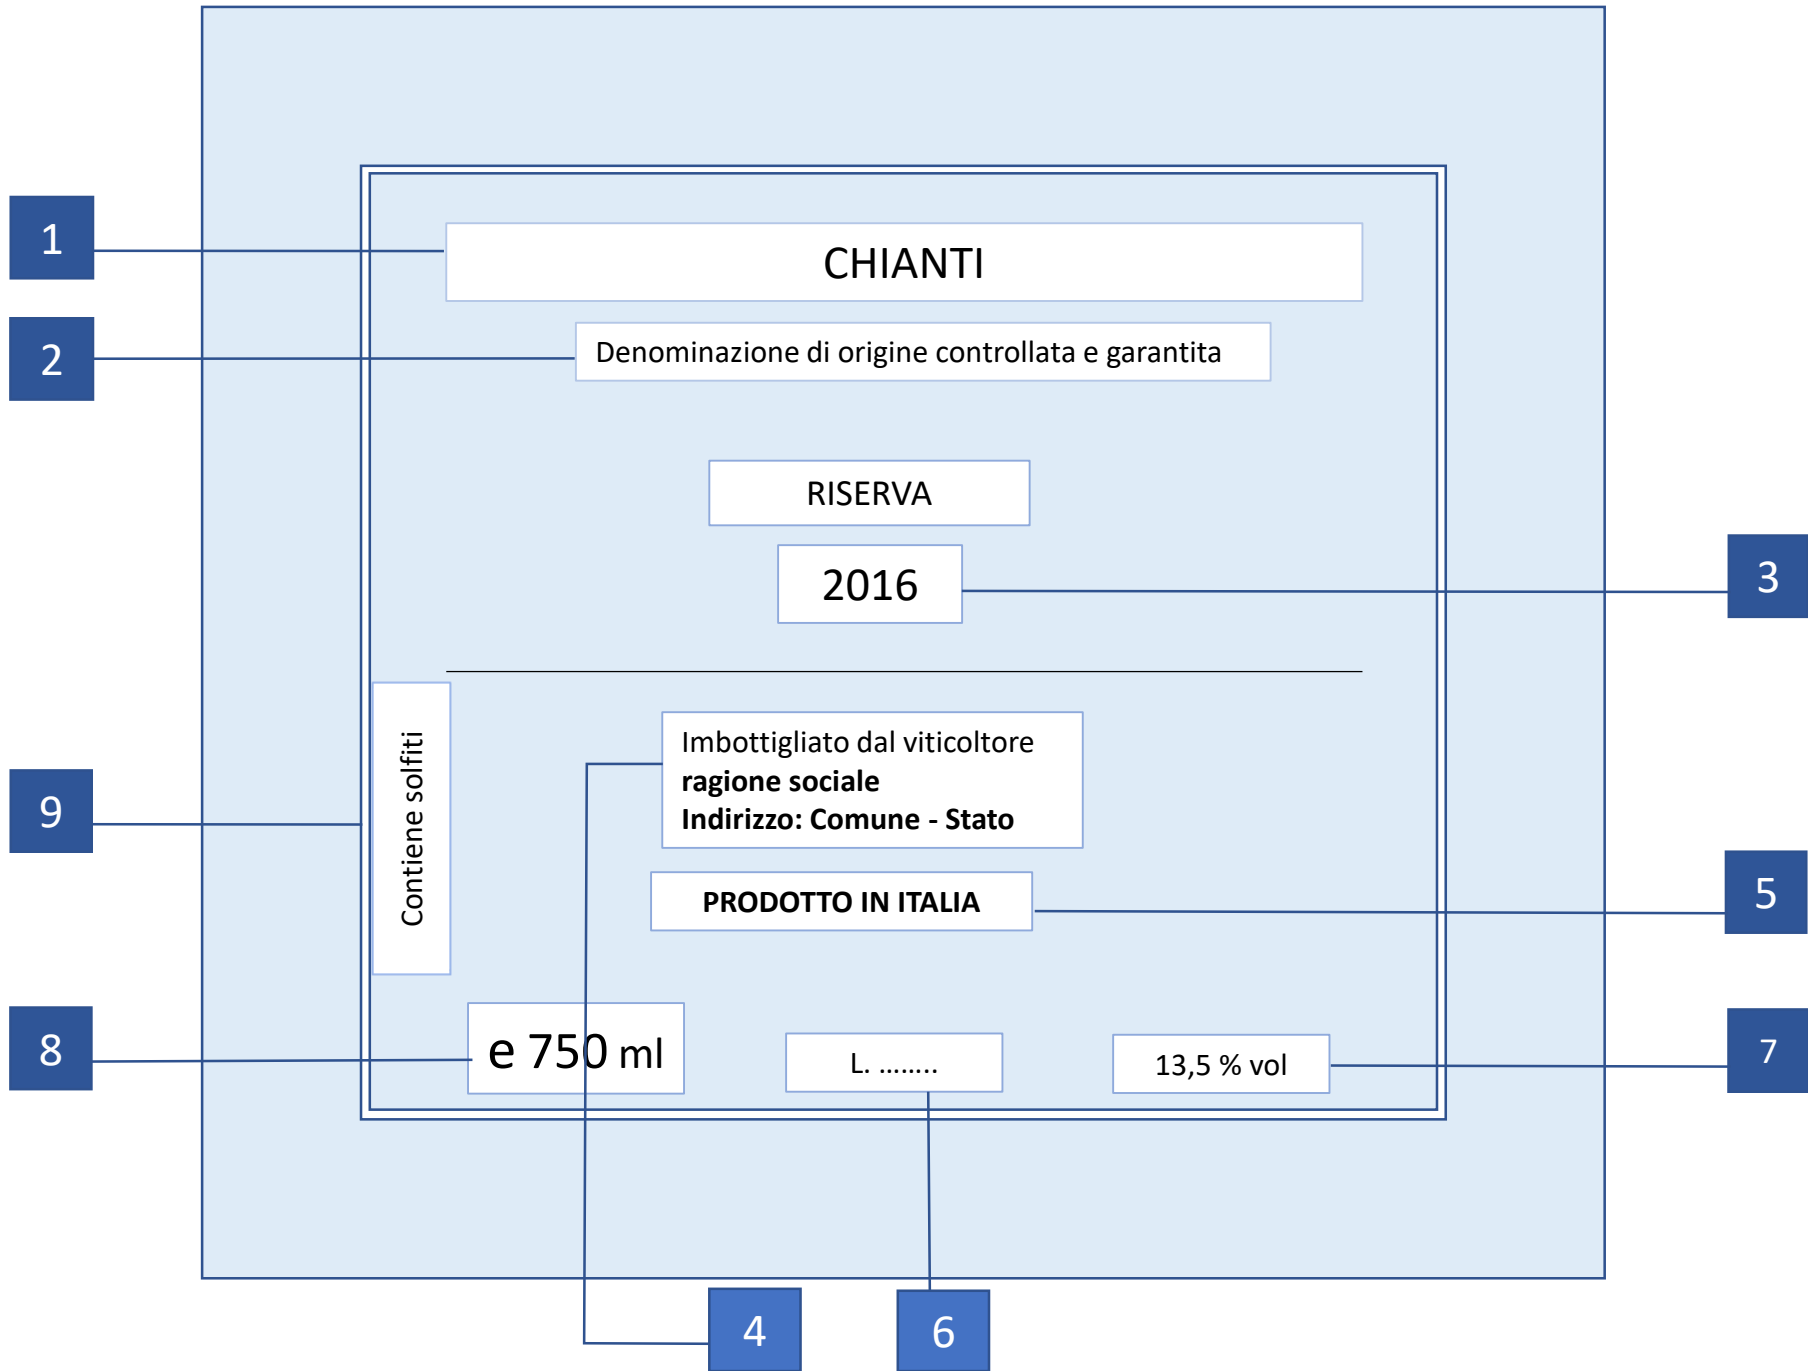 1
CHIANTI
2
Denominazione di origine controllata e garantita
RISERVA
2016
3
Contiene solfiti
9
Imbottigliato dal viticoltore
ragione sociale
Indirizzo: Comune - Stato
PRODOTTO IN ITALIA
5
8
e 750 ml
L. ……..
13,5 % vol
7
4
6